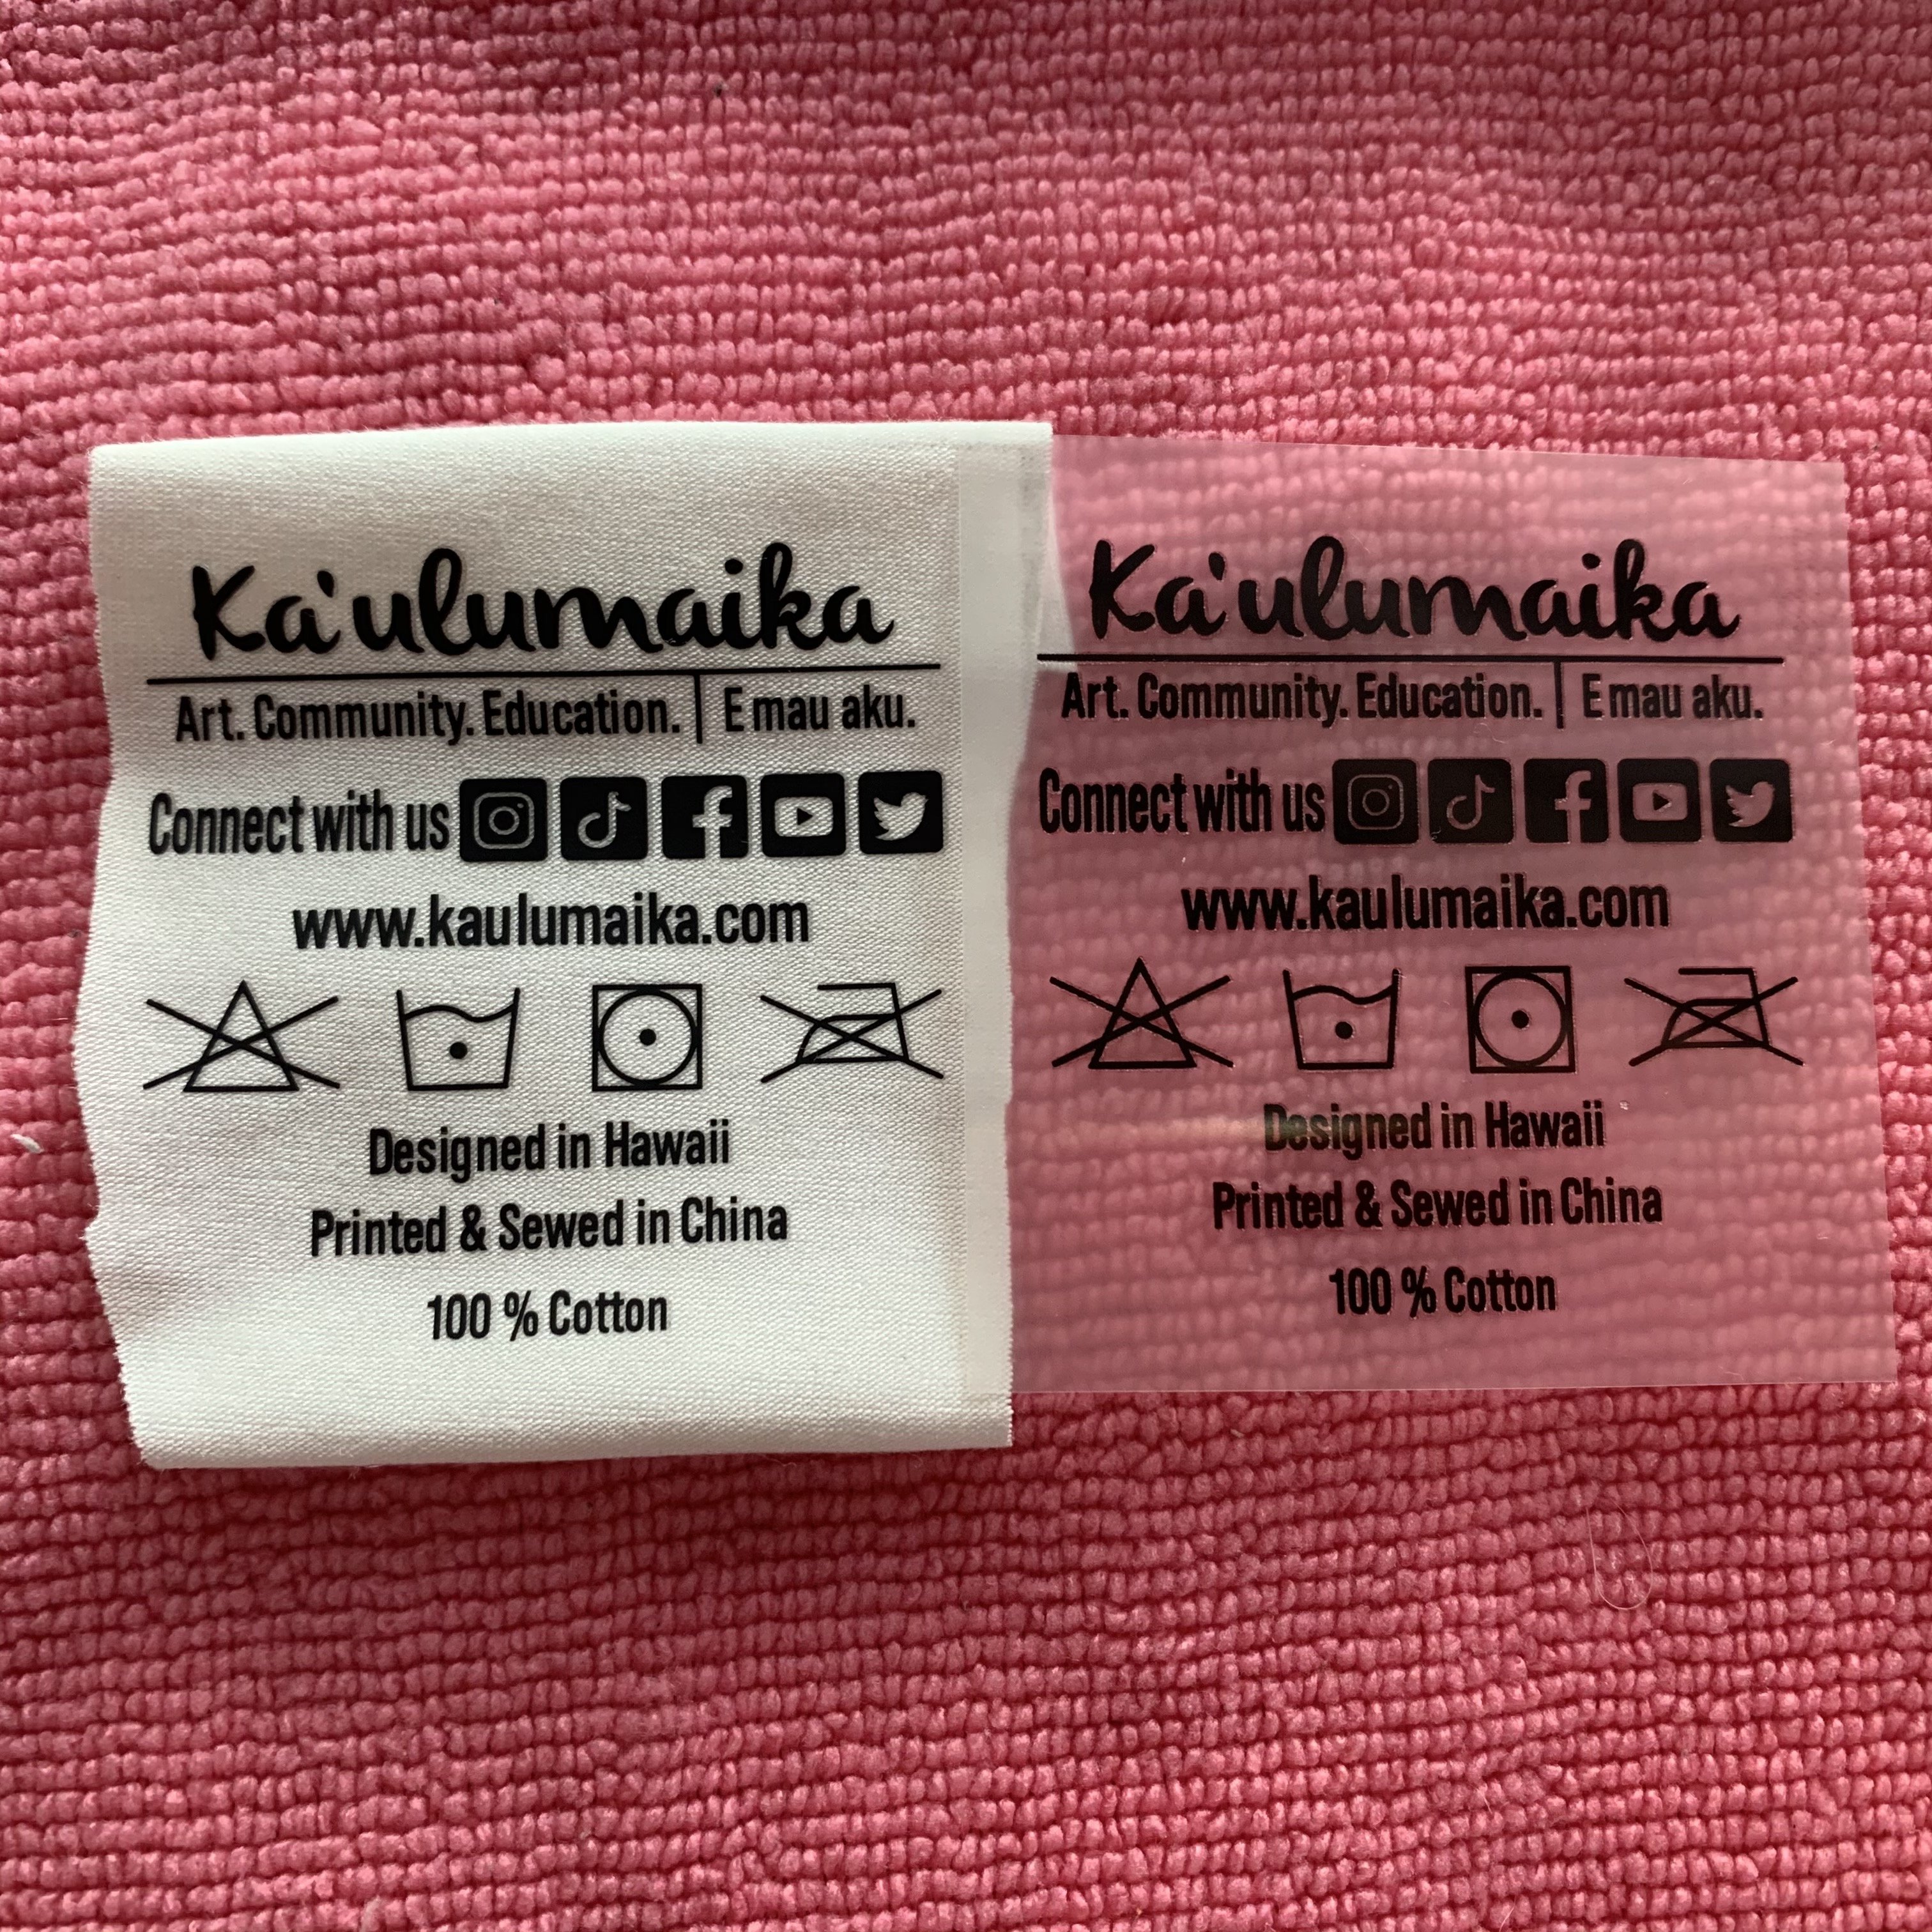 Ka'ulumaika
Art. Community. Education. | E mau aku.
Connect with us
www.kaulumaika.com
Designed in Hawaii
Printed & Sewed in China
100 % Cotton
Ka'ulumaika
Art. Community. Education. | E mau aku.
Connect with us
www.kaulumaika.com
Designed in Hawaii
Printed & Sewed in China
100 % Cotton